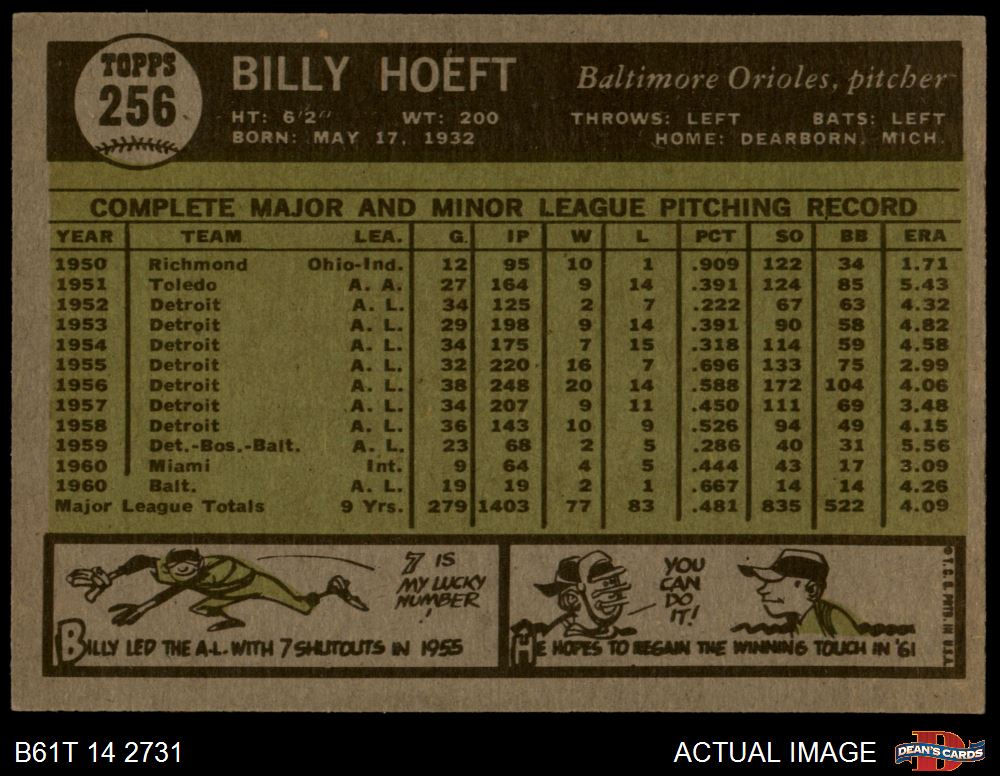 TOPPS
256
BILLY HOEFT
Baltimore Orioles, pitcher
HT: 6'2" WT: 200 THROWS: LEFT BATS: LEFT
BORN: MAY 17, 1932 HOME: DEARBORN, MICH.
COMPLETE MAJOR AND MINOR LEAGUE PITCHING RECORD
YEAR TEAM LEA. G. IP W L PCT SO BB ERA
1950 Richmond Ohio-Ind. 12 95 10 1 .909 122 34 1.71
1951 Toledo A. A. 27 164 9 14 .391 124 85 5.43
1952 Detroit A. L. 34 125 2 7 .222 67 63 4.32
1953 Detroit A. L. 29 198 9 14 .391 90 58 4.82
1954 Detroit A. L. 34 175 7 15 .318 114 59 4.58
1955 Detroit A. L. 32 220 16 7 .696 133 75 2.99
1956 Detroit A. L. 38 248 20 14 .588 172 104 4.06
1957 Detroit A. L. 34 207 9 11 .450 111 69 3.48
1958 Detroit A. L. 36 143 10 9 .526 94 49 4.15
1959 Det.-Bos.-Balt. A. L. 23 68 2 5 .286 40 31 5.56
1960 Miami Int. 9 64 4 5 .444 43 17 3.09
1960 Balt. A. L. 19 19 2 1 .667 14 14 4.26
Major League Totals 9 Yrs. 279 1403 77 83 .481 835 522 4.09
7 IS
MY LUCKY
NUMBER
!
BILLY LED THE A.L. WITH 7 SHUTOUTS IN 1955
YOU
CAN
DO
IT!
HE HOPES TO REGAIN THE WINNING TOUCH IN '61
© T. C. G. PRTD. IN U.S.A.
B61T 14 2731
ACTUAL IMAGE
DEAN'S CARDS